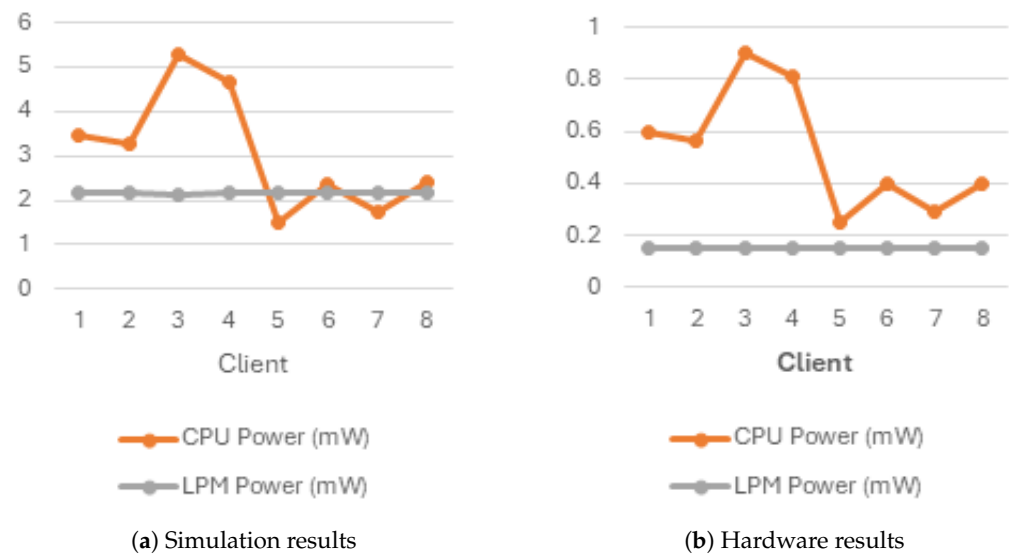 6
5
4
3
2
1
0
1 2 3 4 5 6 7 8
Client
CPU Power (mW)
LPM Power (mW)
(a) Simulation results
1
0.8
0.6
0.4
0.2
0
1 2 3 4 5 6 7 8
Client
CPU Power (mW)
LPM Power (mW)
(b) Hardware results